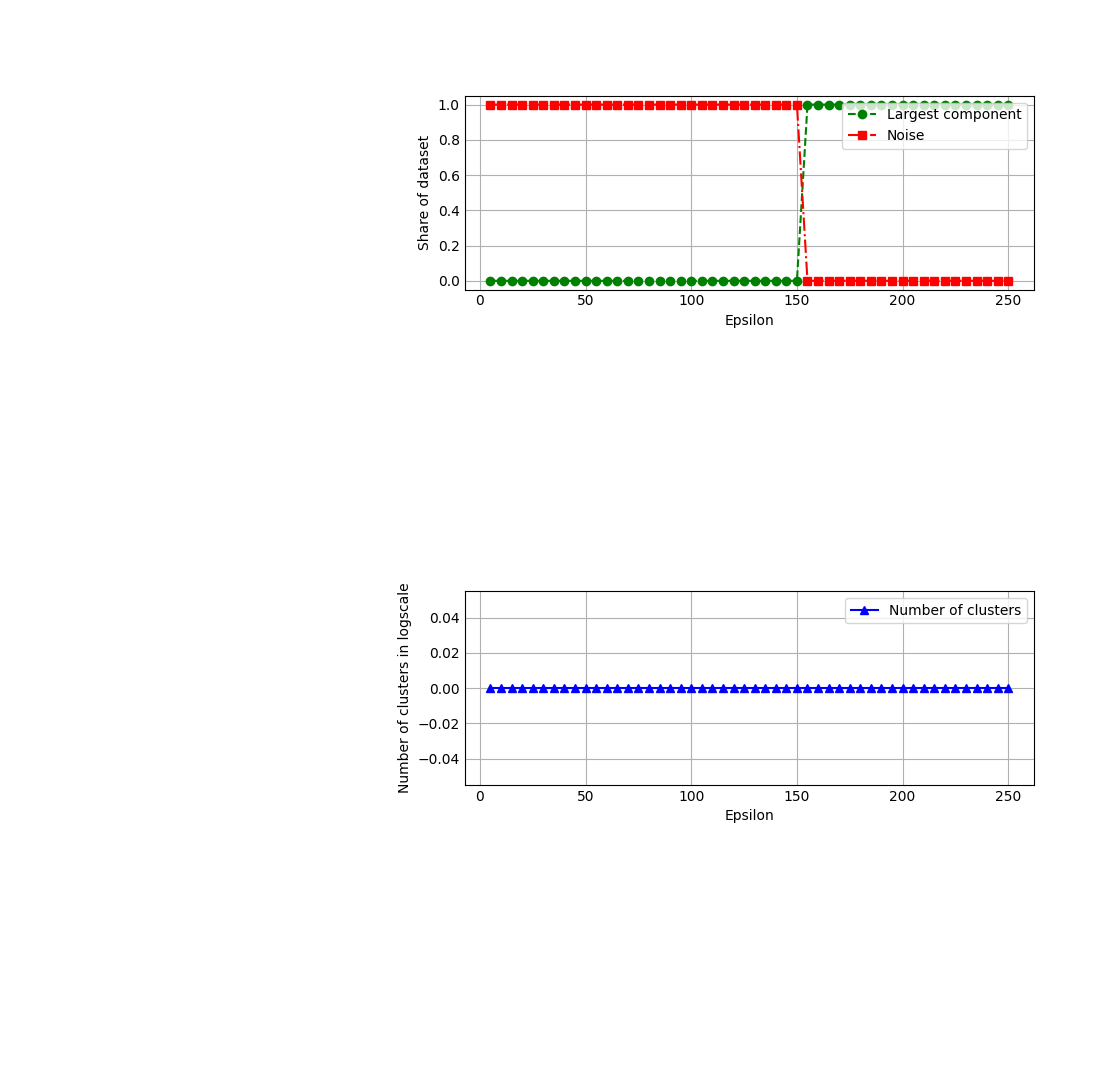 Share of dataset
1.0
0.8
0.6
0.4
0.2
0.0
Largest component
Noise
0 50 100 150 200 250
Epsilon
Number of clusters in logscale
0.04
0.02
0.00
−0.02
−0.04
Number of clusters
0 50 100 150 200 250
Epsilon